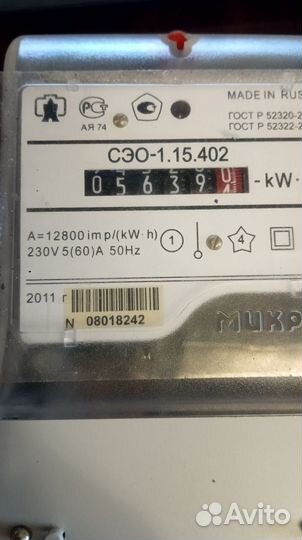 MADE IN RUS
ГОСТ Р 52320-2
ГОСТ Р 52322-2
РСТ
АЯ 74
СЭО-1.15.402
0 5 6 3 9 0 -kW·
A=12800 imp/(kW·h)
230V 5(60)A 50Hz
1
4
2011 г
N 08018242
МИКР
Avito